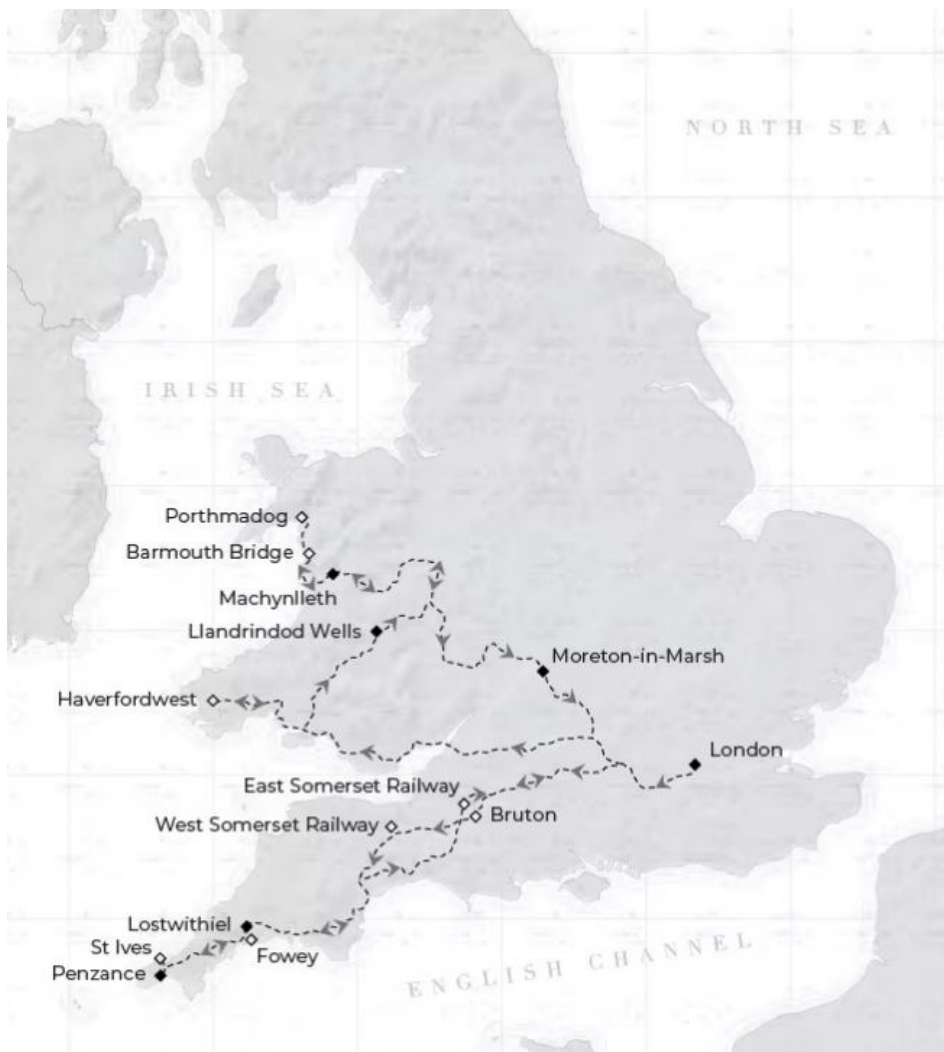 NORTH SEA
IRISH SEA
Porthmadog
Barmouth Bridge
Machynlleth
Llandrindod Wells
Moreton-in-Marsh
Haverfordwest
London
East Somerset Railway
West Somerset Railway
Bruton
Lostwithiel
St Ives
Fowey
Penzance
ENGLISH CHANNEL